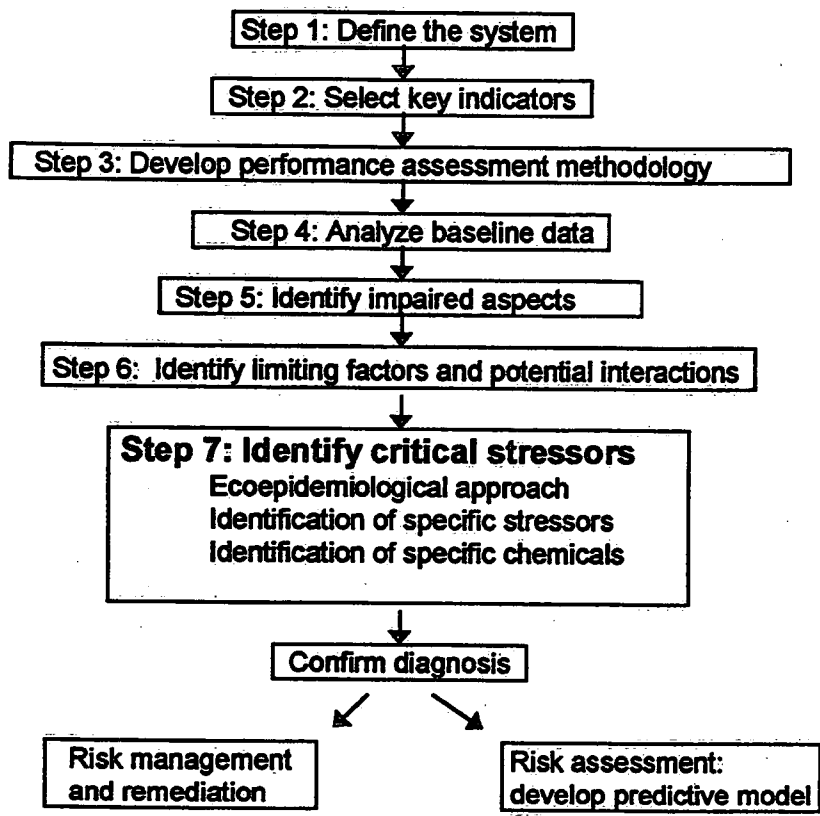 Step 1: Define the system
Step 2: Select key indicators
Step 3: Develop performance assessment methodology
Step 4: Analyze baseline data
Step 5: Identify impaired aspects
Step 6: Identify limiting factors and potential interactions
Step 7: Identify critical stressors
Ecoepidemiological approach
Identification of specific stressors
Identification of specific chemicals
Confirm diagnosis
Risk management
and remediation
Risk assessment:
develop predictive model